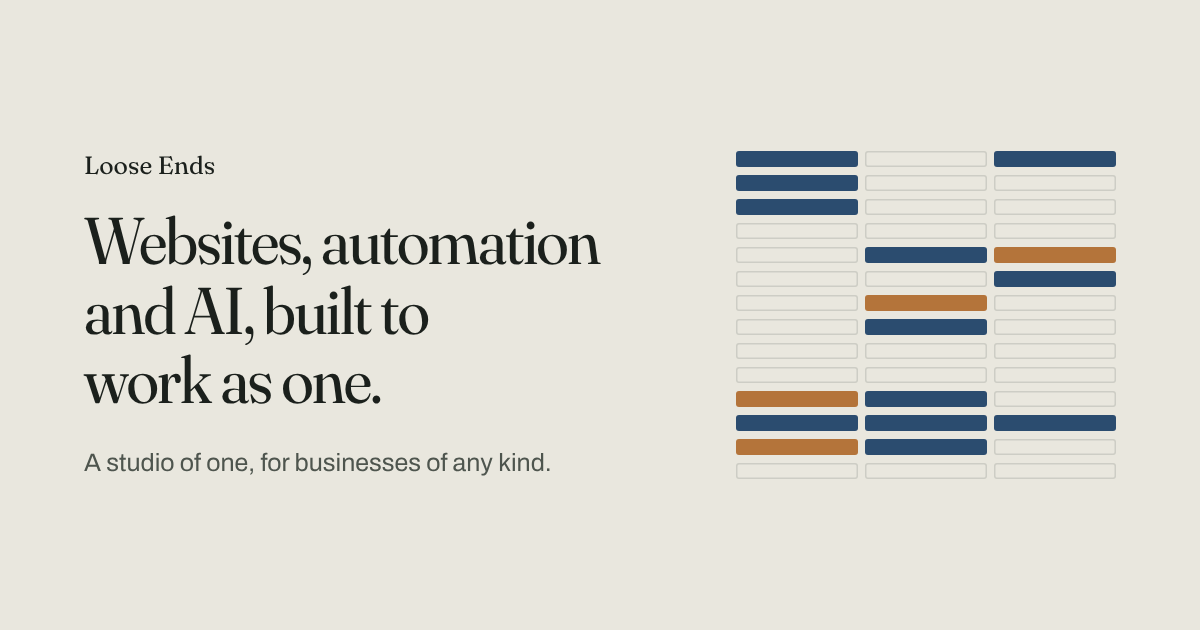 Loose Ends
Websites, automation
and AI, built to
work as one.
A studio of one, for businesses of any kind.